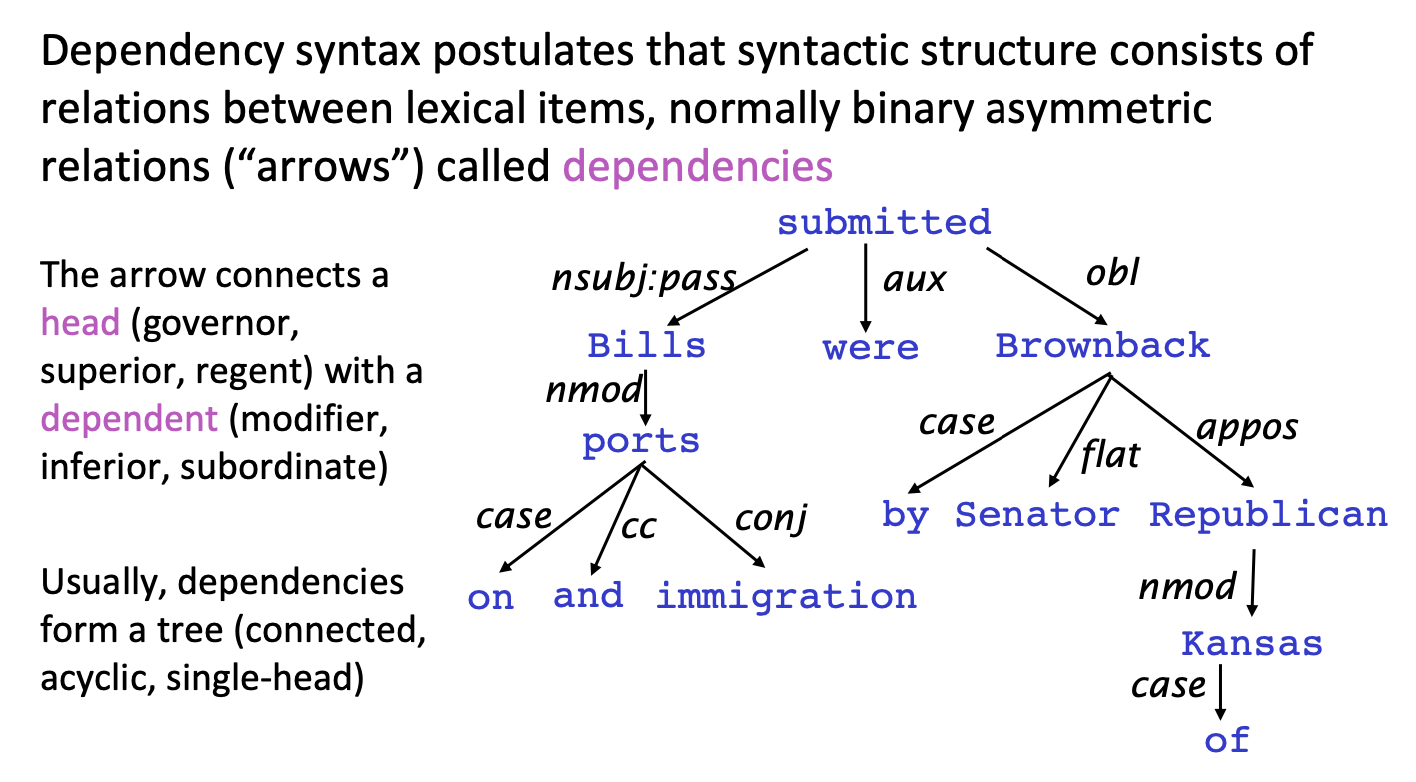 Dependency syntax postulates that syntactic structure consists of
relations between lexical items, normally binary asymmetric
relations (“arrows”) called dependencies
The arrow connects a
head (governor,
superior, regent) with a
dependent (modifier,
inferior, subordinate)
Usually, dependencies
form a tree (connected,
acyclic, single-head)
submitted
nsubj:pass aux obl
Bills were Brownback
nmod
ports
case flat appos
by Senator Republican
case cc conj
on and immigration
nmod
Kansas
case
of